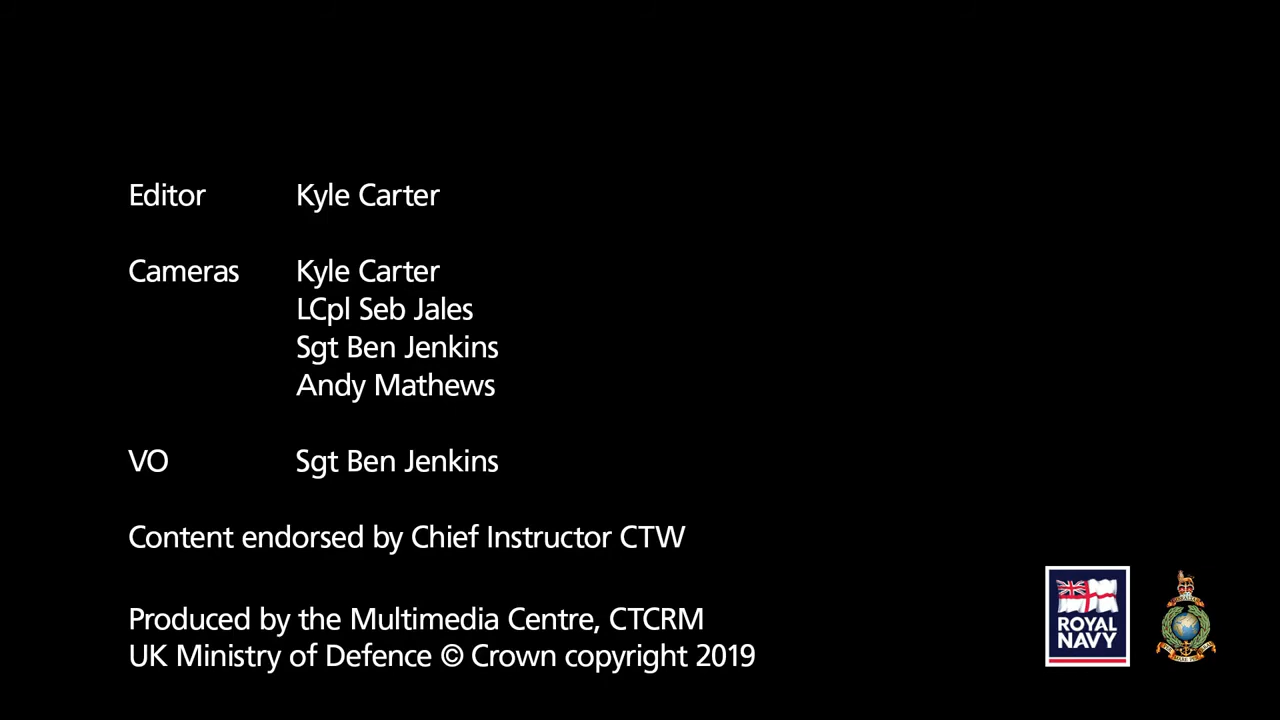 Editor Kyle Carter
Cameras Kyle Carter
LCpl Seb Jales
Sgt Ben Jenkins
Andy Mathews
VO Sgt Ben Jenkins
Content endorsed by Chief Instructor CTW
Produced by the Multimedia Centre, CTCRM
UK Ministry of Defence © Crown copyright 2019
ROYAL
NAVY